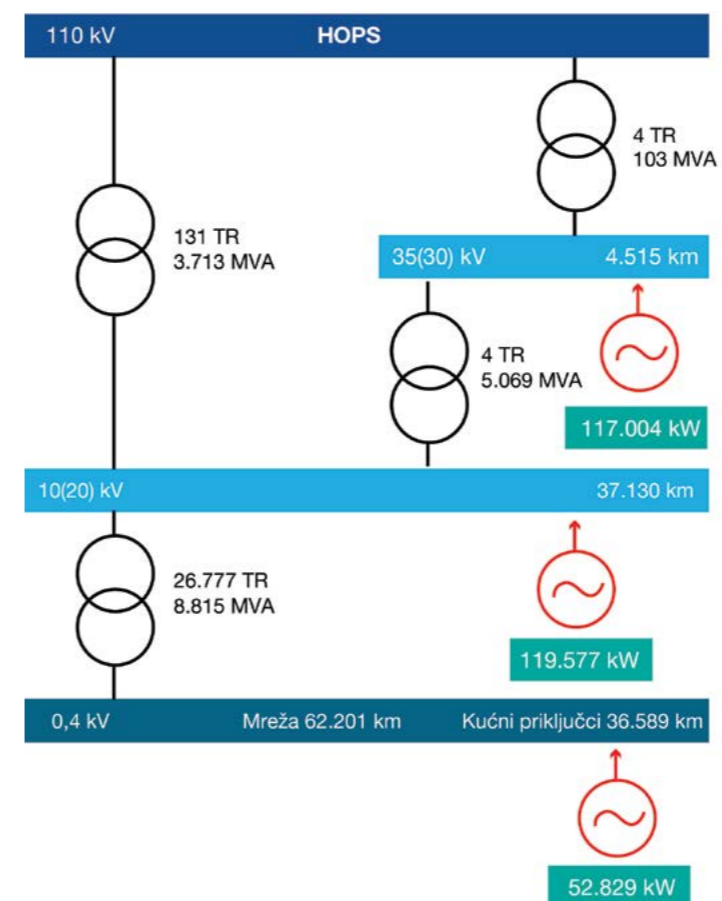 110 kV HOPS
4 TR
103 MVA
131 TR
3.713 MVA
35(30) kV 4.515 km
4 TR
5.069 MVA
117.004 kW
10(20) kV 37.130 km
26.777 TR
8.815 MVA
119.577 kW
0,4 kV Mreža 62.201 km Kućni priključci 36.589 km
52.829 kW